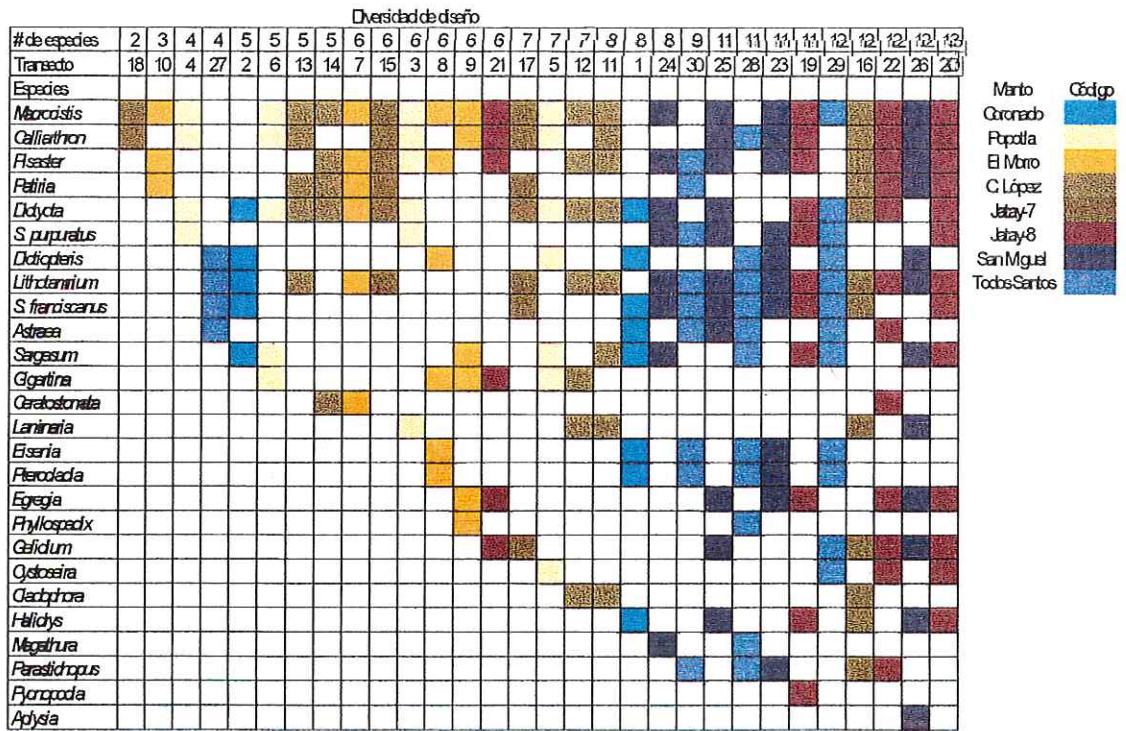 Diversidad de diseño
# de especies 2 3 4 4 5 5 5 5 6 6 6 6 6 6 7 7 7 8 8 8 9 11 11 11 11 12 12 12 12 13
Transecto 18 10 4 27 2 6 13 14 7 15 3 8 9 21 17 5 12 11 1 24 30 25 28 23 19 29 16 22 26 20
Especies
Macrocistis
Calliathron
Pisaster
Patiria
Dictyota
S. purpuratus
Dictiopteris
Lithotamnium
S. franciscanus
Astraea
Sargasum
Gigartina
Ceratostomata
Laminaria
Eisenia
Pterocladia
Egregia
Phyllospadix
Gelidium
Cystoseira
Cladophora
Halidrys
Megathura
Parastichopus
Pycnopodia
Aplysia
Manto Código
Coronado
Popotla
El Morro
C. López
Jatay-7
Jatay-8
San Miguel
Todos Santos